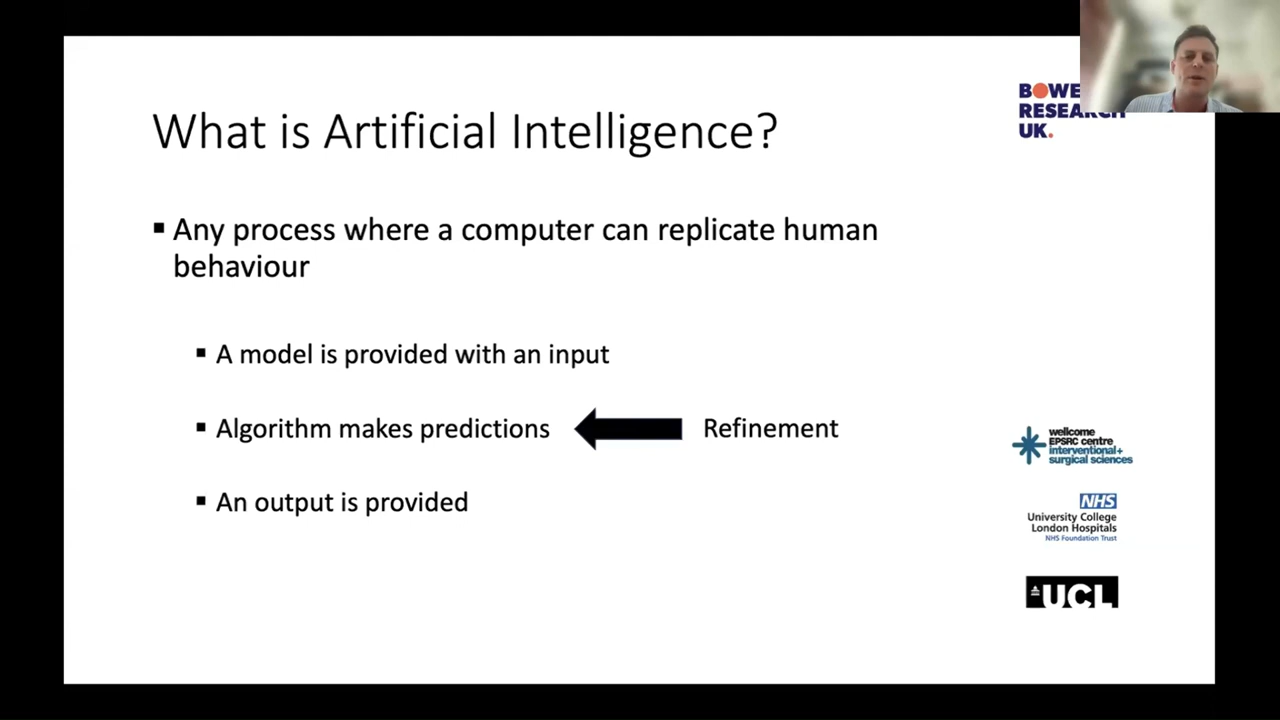 What is Artificial Intelligence?
▪ Any process where a computer can replicate human
behaviour
▪ A model is provided with an input
▪ Algorithm makes predictions
Refinement
▪ An output is provided
BOWE
RESEARCH
UK.
wellcome
EPSRC centre
interventional+
surgical sciences
NHS
University College
London Hospitals
NHS Foundation Trust
UCL